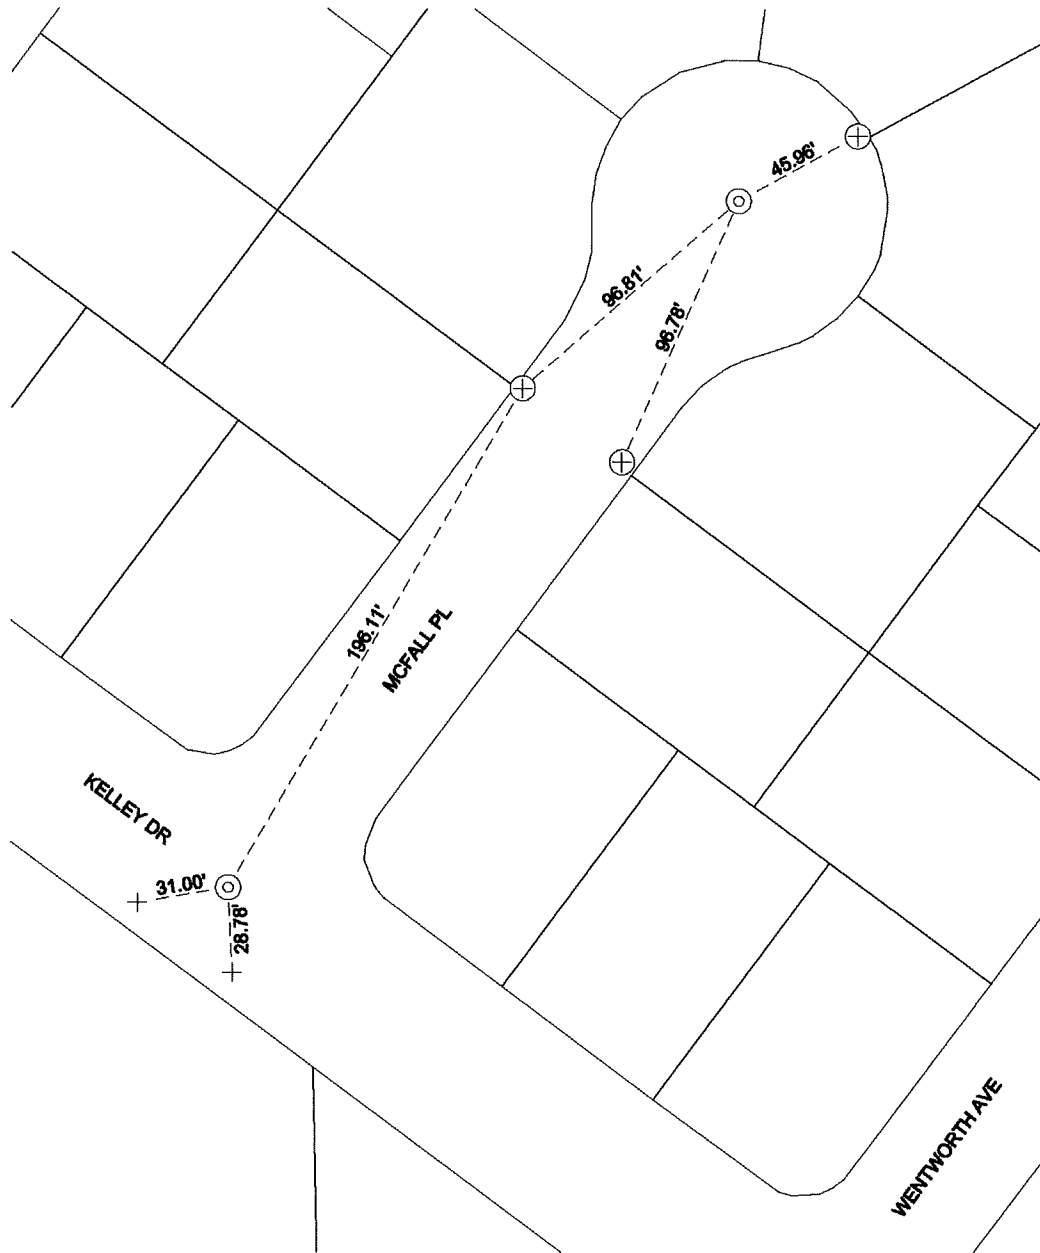 45.96'
96.81'
96.78'
196.11'
MCFALL PL
KELLEY DR
31.00'
28.78'
WENTWORTH AVE